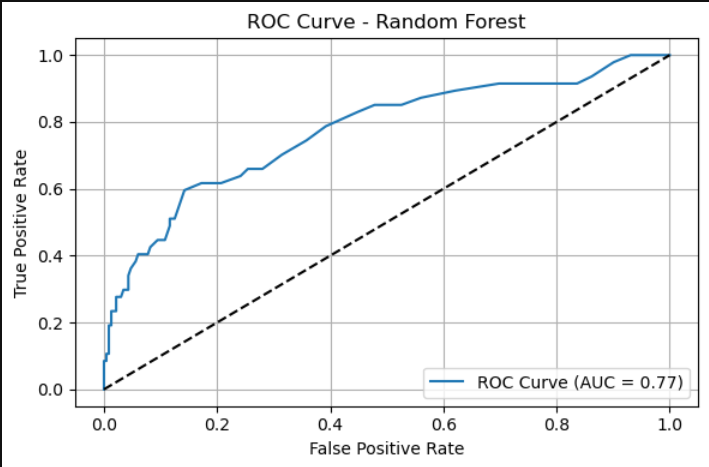 ROC Curve - Random Forest
True Positive Rate
1.0
0.8
0.6
0.4
0.2
0.0
ROC Curve (AUC = 0.77)
0.0 0.2 0.4 0.6 0.8 1.0
False Positive Rate